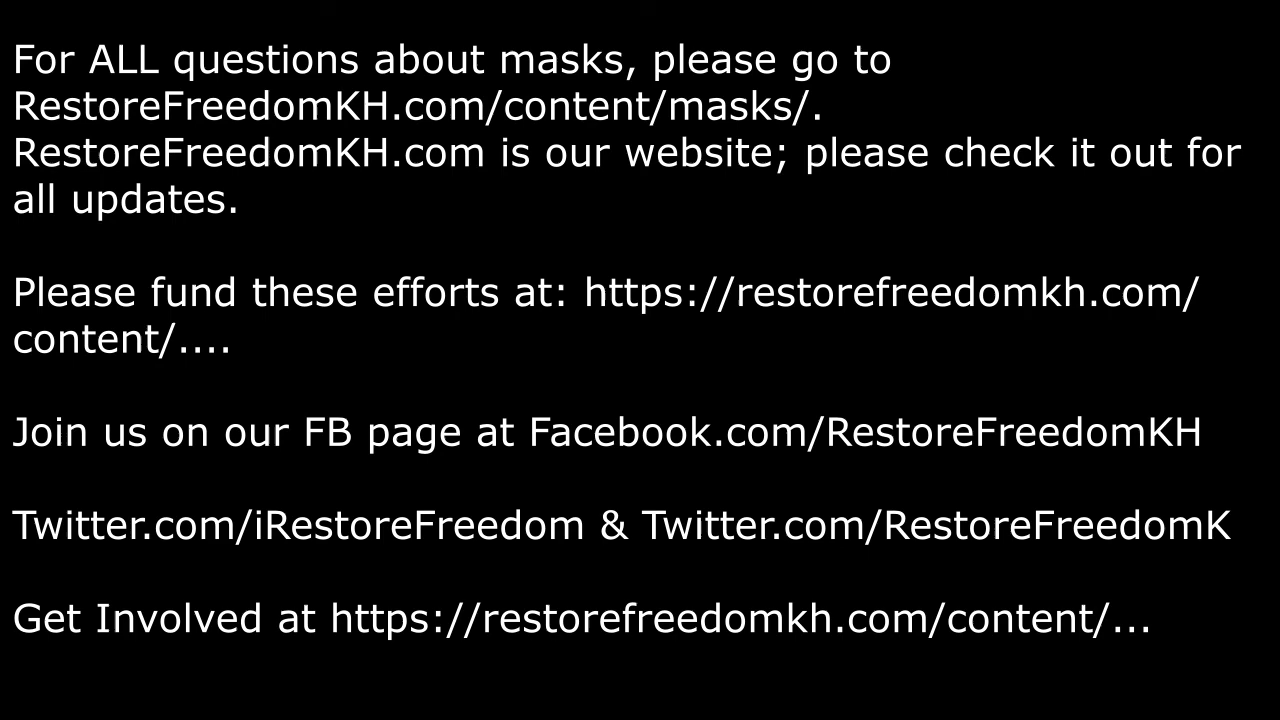 For ALL questions about masks, please go to
RestoreFreedomKH.com/content/masks/.
RestoreFreedomKH.com is our website; please check it out for
all updates.
Please fund these efforts at: https://restorefreedomkh.com/
content/....
Join us on our FB page at Facebook.com/RestoreFreedomKH
Twitter.com/iRestoreFreedom & Twitter.com/RestoreFreedomK
Get Involved at https://restorefreedomkh.com/content/...